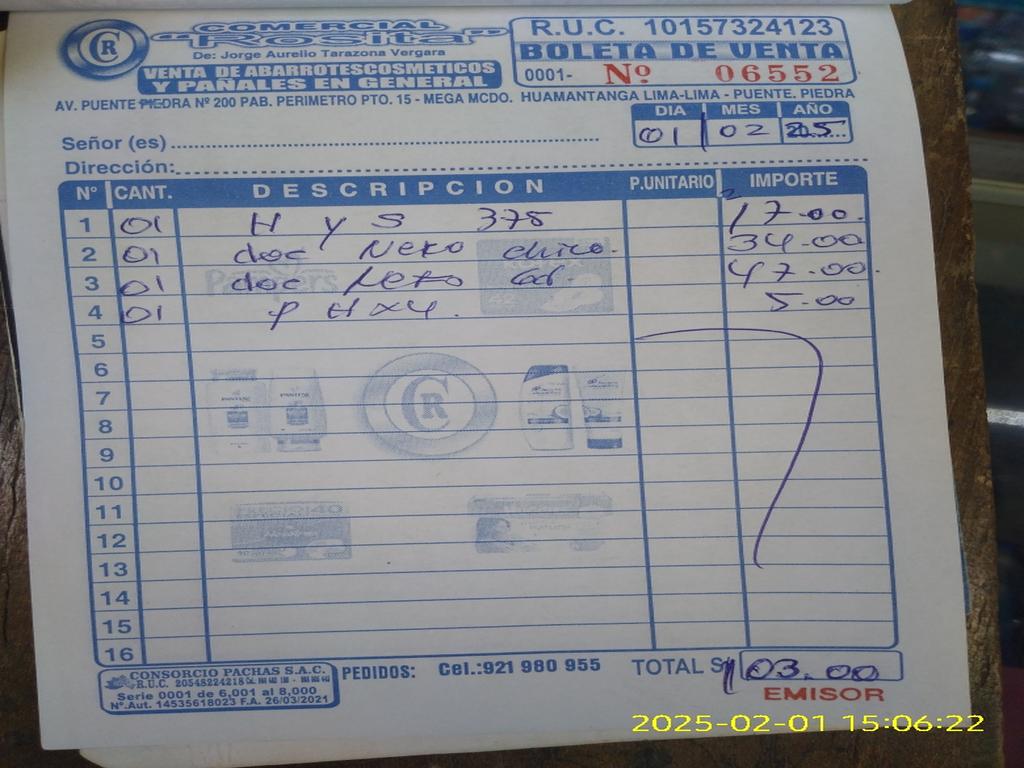 COMERCIAL
"Rosita"
De: Jorge Aurelio Tarazona Vergara
VENTA DE ABARROTESCOSMETICOS
Y PAÑALES EN GENERAL
R.U.C. 10157324123
BOLETA DE VENTA
0001- Nº 06552
AV. PUENTE PIEDRA Nº 200 PAB. PERIMETRO PTO. 15 - MEGA MCDO. HUAMANTANGA LIMA-LIMA - PUENTE. PIEDRA
DIA MES AÑO
01 02 25
Señor (es)
Dirección:
Nº CANT. DESCRIPCION P.UNITARIO IMPORTE
1 01 H y S 375 17.00
2 01 doc Neko chico. 34.00
3 01 doc Neko 47.00
4 01 P H x 4. 5.00
5
6
7
8
9
10
11
12
13
14
15
16
CONSORCIO PACHAS S.A.C.
R.U.C. 20548224218
Serie 0001 de 6,001 al 8,000
Nº.Aut. 14535618023 F.A. 26/03/2021
PEDIDOS: Cel.:921 980 955
TOTAL S/ 103.00
EMISOR
2025-02-01 15:06:22